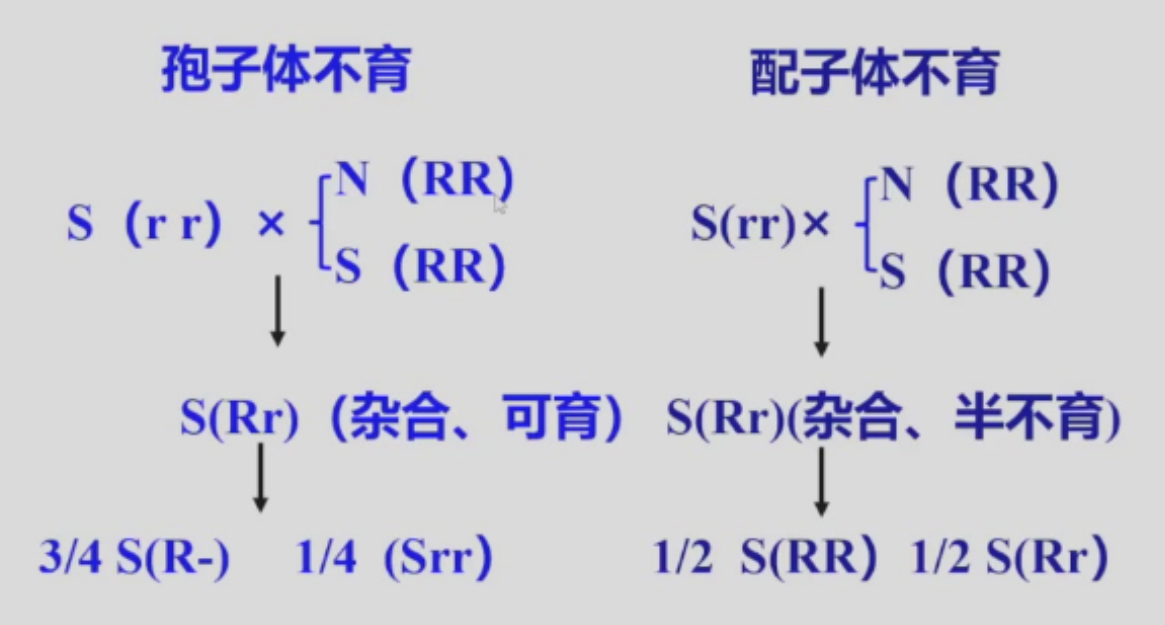 孢子体不育
S（r r）× N（RR）
S（RR）
S(Rr)（杂合、可育）
3/4 S(R-) 1/4 (Srr）
配子体不育
S(rr)× N（RR）
S（RR）
S(Rr)(杂合、半不育)
1/2 S(RR） 1/2 S(Rr）